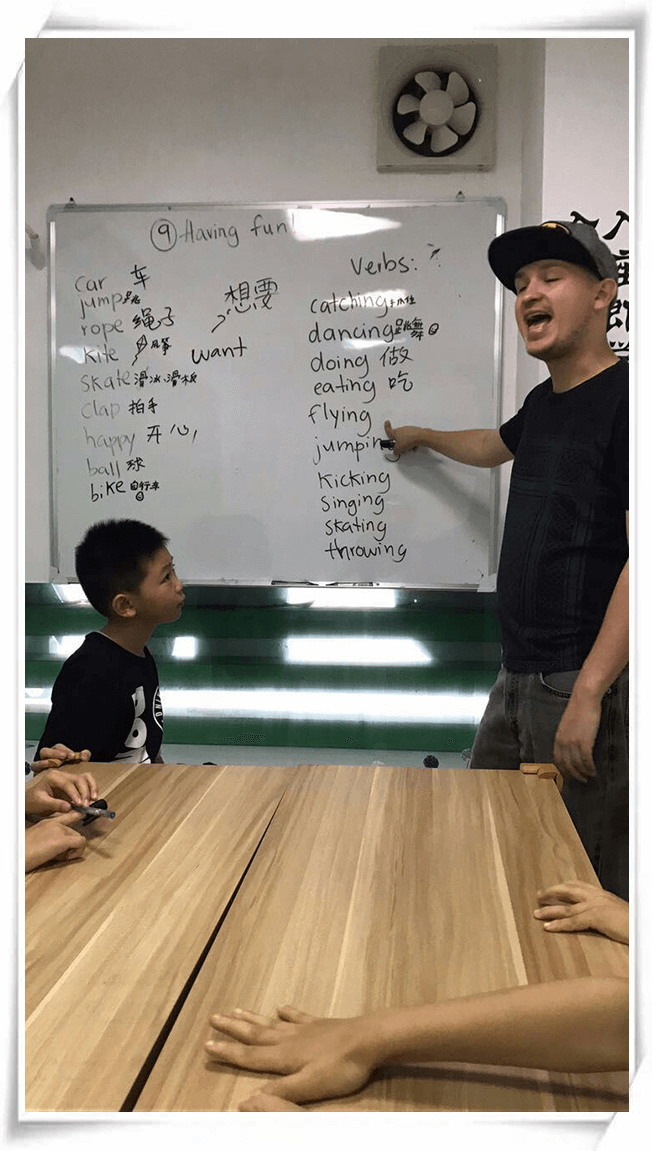 ⑨ Having fun!
car 车
jump 跳
rope 绳子
kite 风筝
skate 滑冰、滑板
clap 拍手
happy 开心
ball 球
bike 自行车
想要
want
Verbs:
catching
dancing 跳舞
doing 做
eating 吃
flying
jumpin
kicking
singing
skating
throwing
B